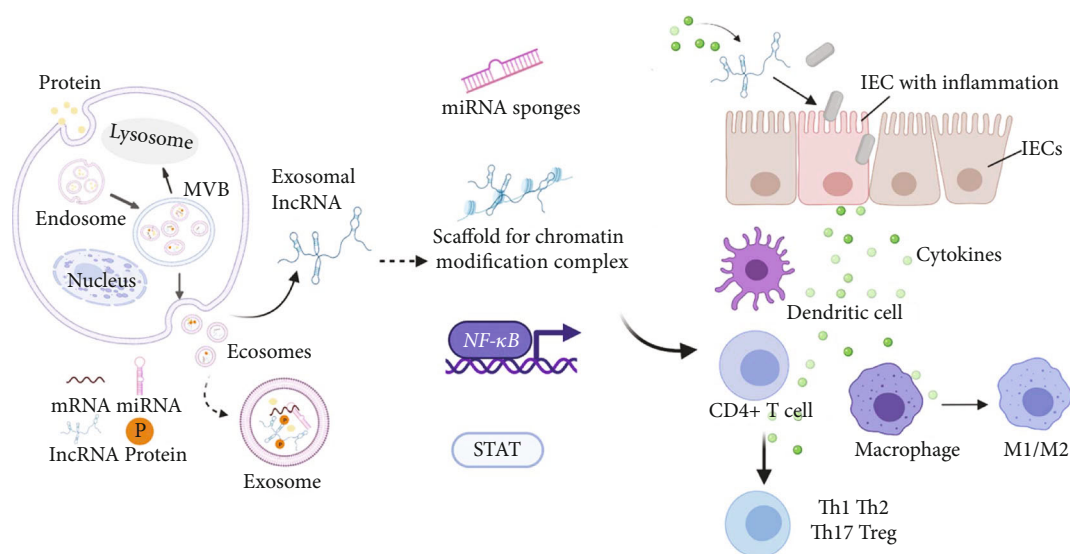 Protein
Lysosome
MVB
Endosome
Nucleus
Exosomal
lncRNA
Ecosomes
mRNA miRNA
P
lncRNA Protein
Exosome
miRNA sponges
Scaffold for chromatin
modification complex
NF-κB
STAT
IEC with inflammation
IECs
Cytokines
Dendritic cell
CD4+ T cell
Macrophage
M1/M2
Th1 Th2
Th17 Treg